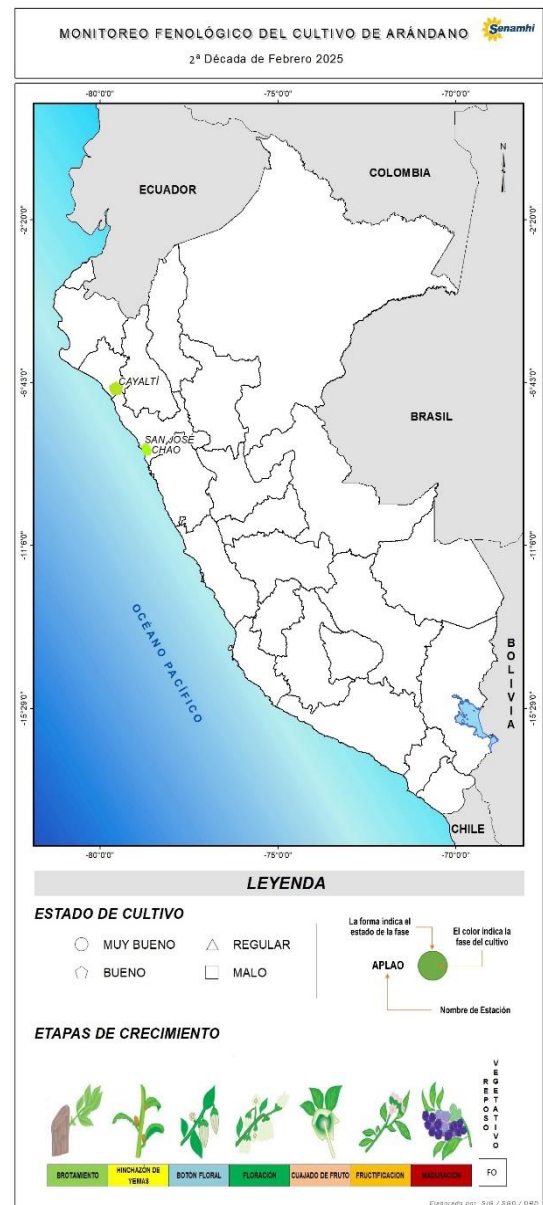 MONITOREO FENOLÓGICO DEL CULTIVO DE ARÁNDANO
Senamhi
2ª Década de Febrero 2025
-80°0'0" -75°0'0" -70°0'0"
N
COLOMBIA
ECUADOR
-2°20'0 -2°20'0
CAYALTÍ
-6°43'0 -6°43'0
BRASIL
SAN JOSÉ
CHAO
-11°6'0 -11°6'0
OCÉANO PACÍFICO
BOLIVIA
-15°29'0 -15°29'0
CHILE
-80°0'0" -75°0'0" -70°0'0"
LEYENDA
ESTADO DE CULTIVO
MUY BUENO REGULAR
BUENO MALO
La forma indica el
estado de la fase
El color indica la
fase del cultivo
APLAO
Nombre de Estación
ETAPAS DE CRECIMIENTO
REPOSO VEGETATIVO
BROTAMIENTO HINCHAZÓN DE YEMAS BOTÓN FLORAL FLORACIÓN CUAJADO DE FRUTO FRUCTIFICACIÓN MADURACIÓN FO
Elaborado por: SIG / SGD / DRD